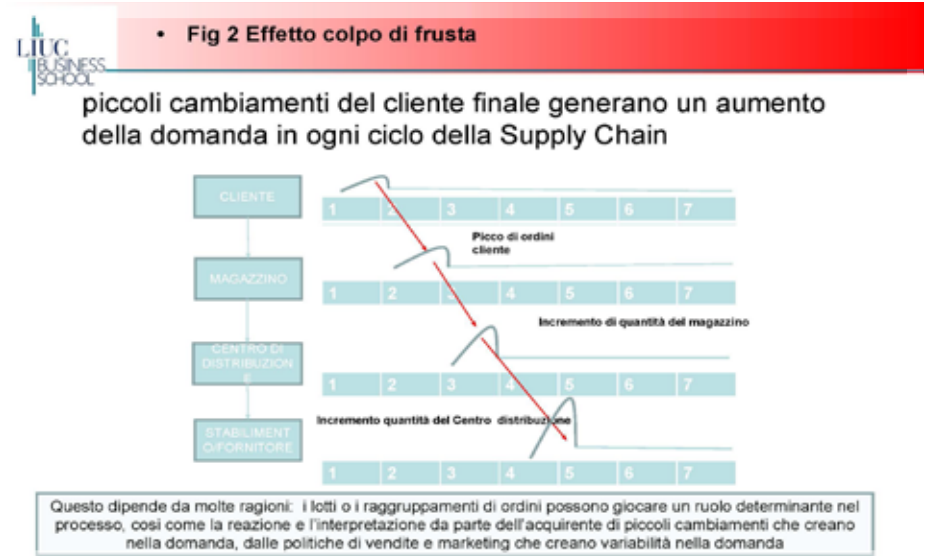 LIUC
BUSINESS
SCHOOL
• Fig 2 Effetto colpo di frusta
piccoli cambiamenti del cliente finale generano un aumento
della domanda in ogni ciclo della Supply Chain
CLIENTE
1 2 3 4 5 6 7
Picco di ordini
cliente
MAGAZZINO
1 2 3 4 5 6 7
Incremento di quantità del magazzino
CENTRO DI
DISTRIBUZION
E
1 2 3 4 5 6 7
Incremento quantità del Centro distribuzione
STABILIMENT
O/FORNITORE
1 2 3 4 5 6 7
Questo dipende da molte ragioni: i lotti o i raggruppamenti di ordini possono giocare un ruolo determinante nel
processo, cosi come la reazione e l'interpretazione da parte dell'acquirente di piccoli cambiamenti che creano
nella domanda, dalle politiche di vendite e marketing che creano variabilità nella domanda